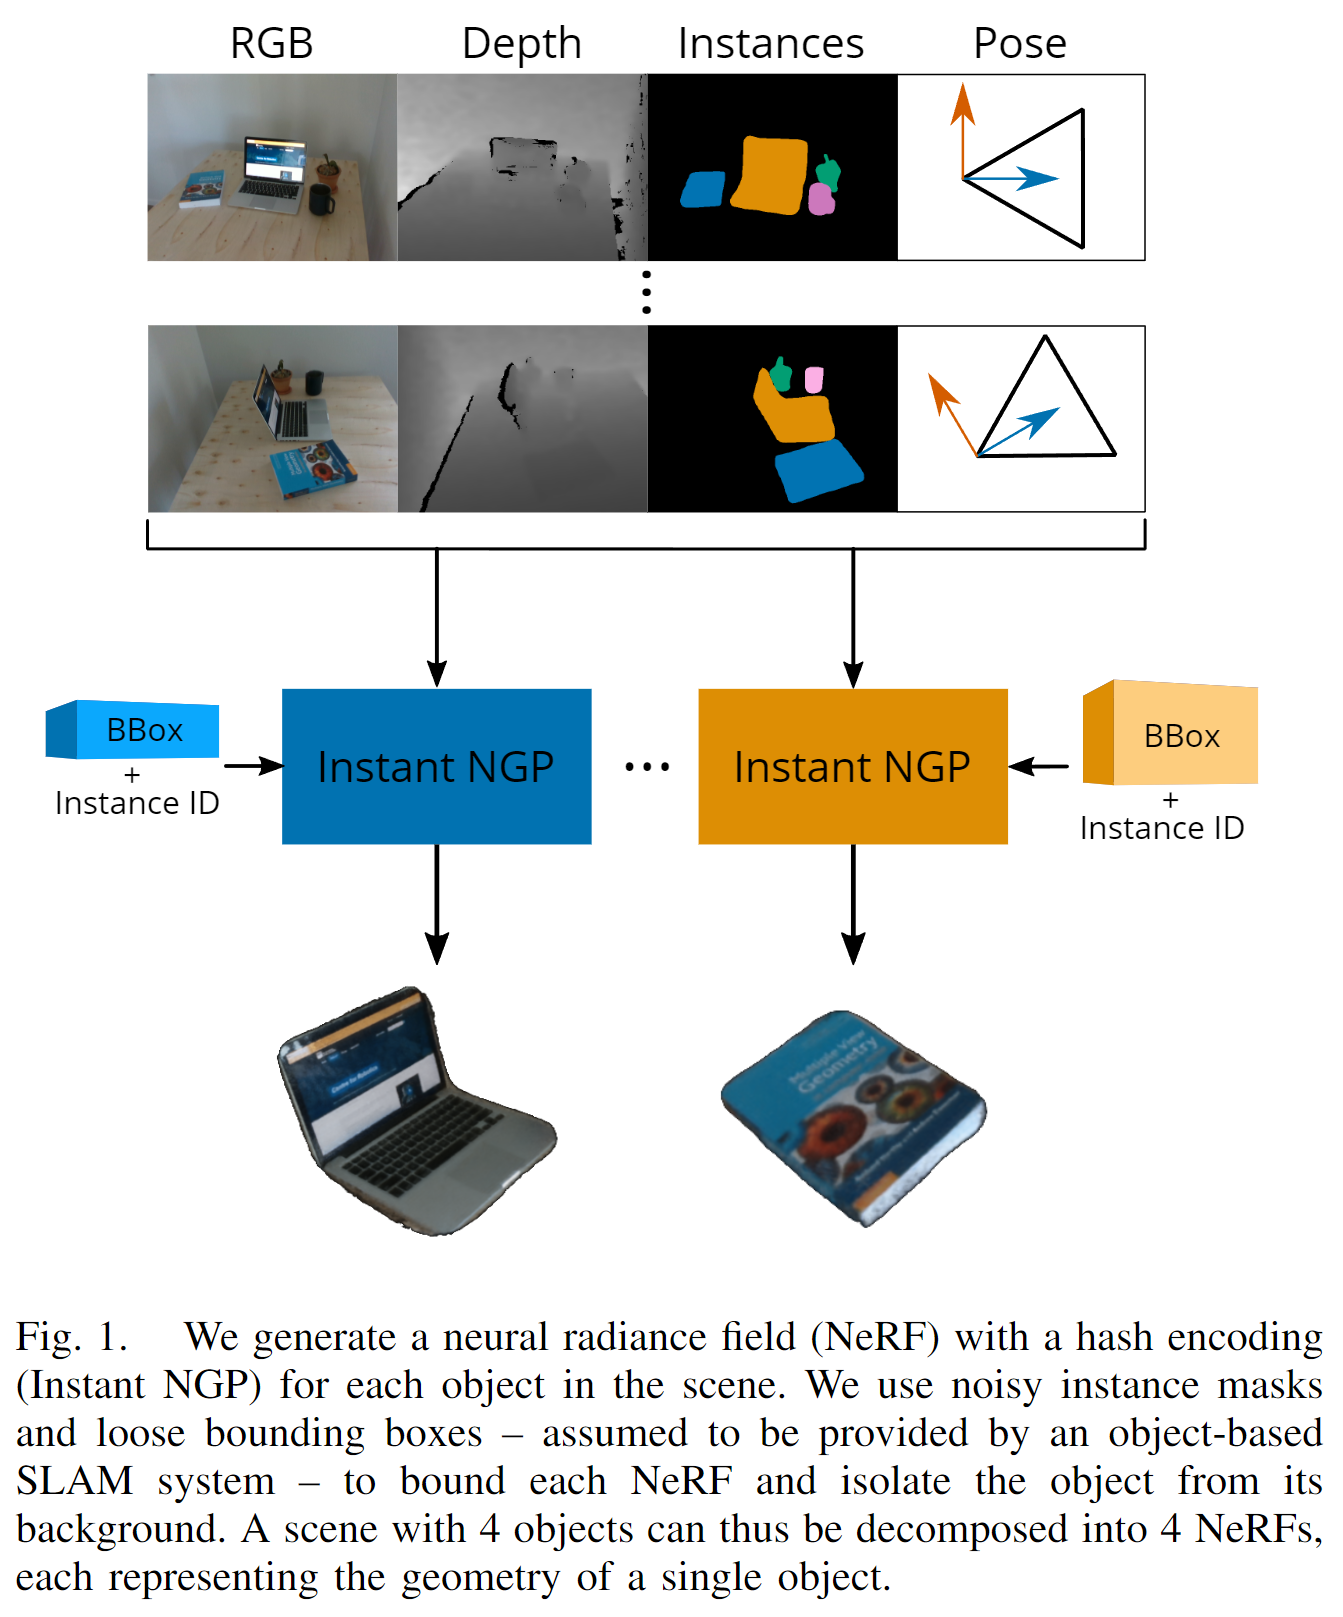 RGB Depth Instances Pose
BBox
+
Instance ID
Instant NGP
Instant NGP
BBox
+
Instance ID
Multiple View
Geometry
Fig. 1. We generate a neural radiance field (NeRF) with a hash encoding
(Instant NGP) for each object in the scene. We use noisy instance masks
and loose bounding boxes – assumed to be provided by an object-based
SLAM system – to bound each NeRF and isolate the object from its
background. A scene with 4 objects can thus be decomposed into 4 NeRFs,
each representing the geometry of a single object.